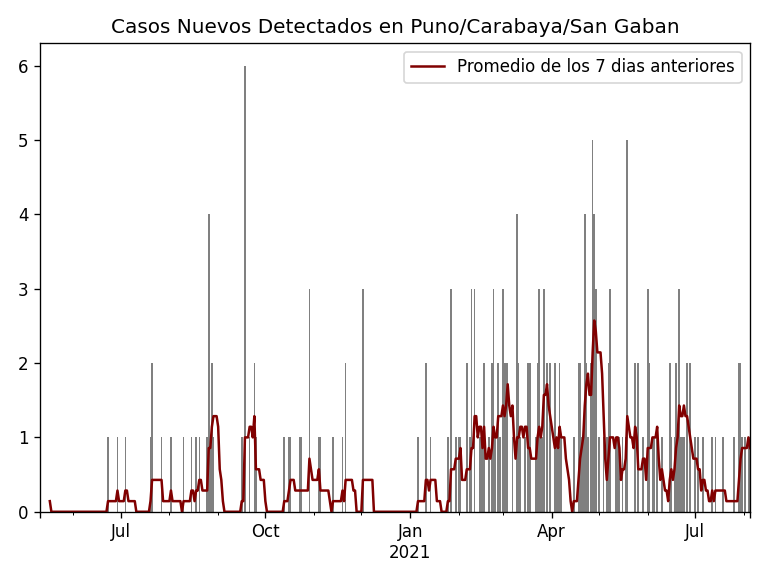 Casos Nuevos Detectados en Puno/Carabaya/San Gaban
Promedio de los 7 dias anteriores
6
5
4
3
2
1
0
Jul
Oct
Jan
Apr
Jul
2021